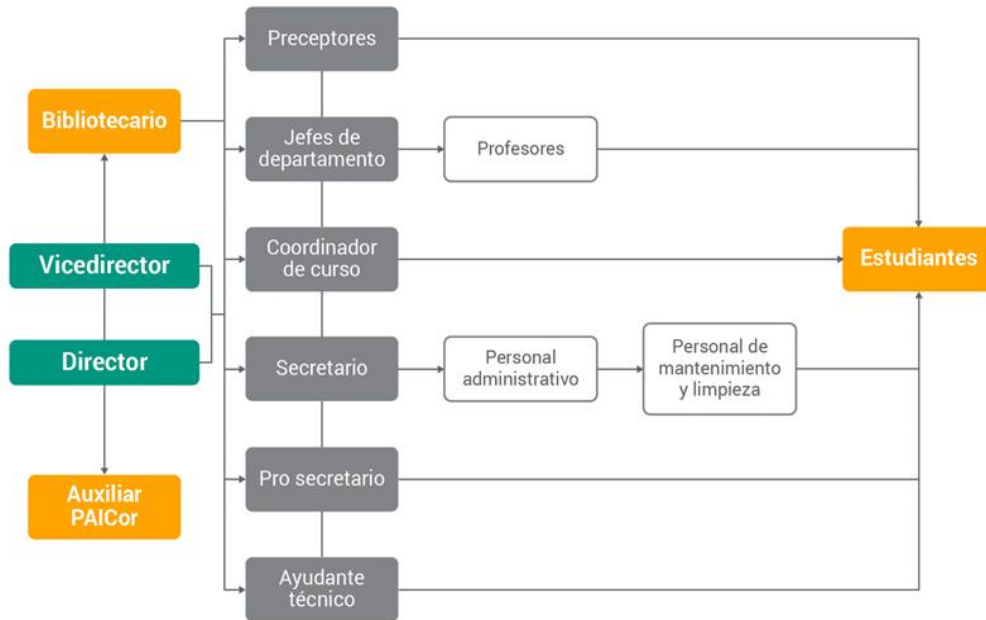 Preceptores
Bibliotecario
Jefes de
departamento
Profesores
Vicedirector
Coordinador
de curso
Estudiantes
Director
Secretario
Personal
administrativo
Personal de
mantenimiento
y limpieza
Auxiliar
PAICor
Pro secretario
Ayudante
técnico